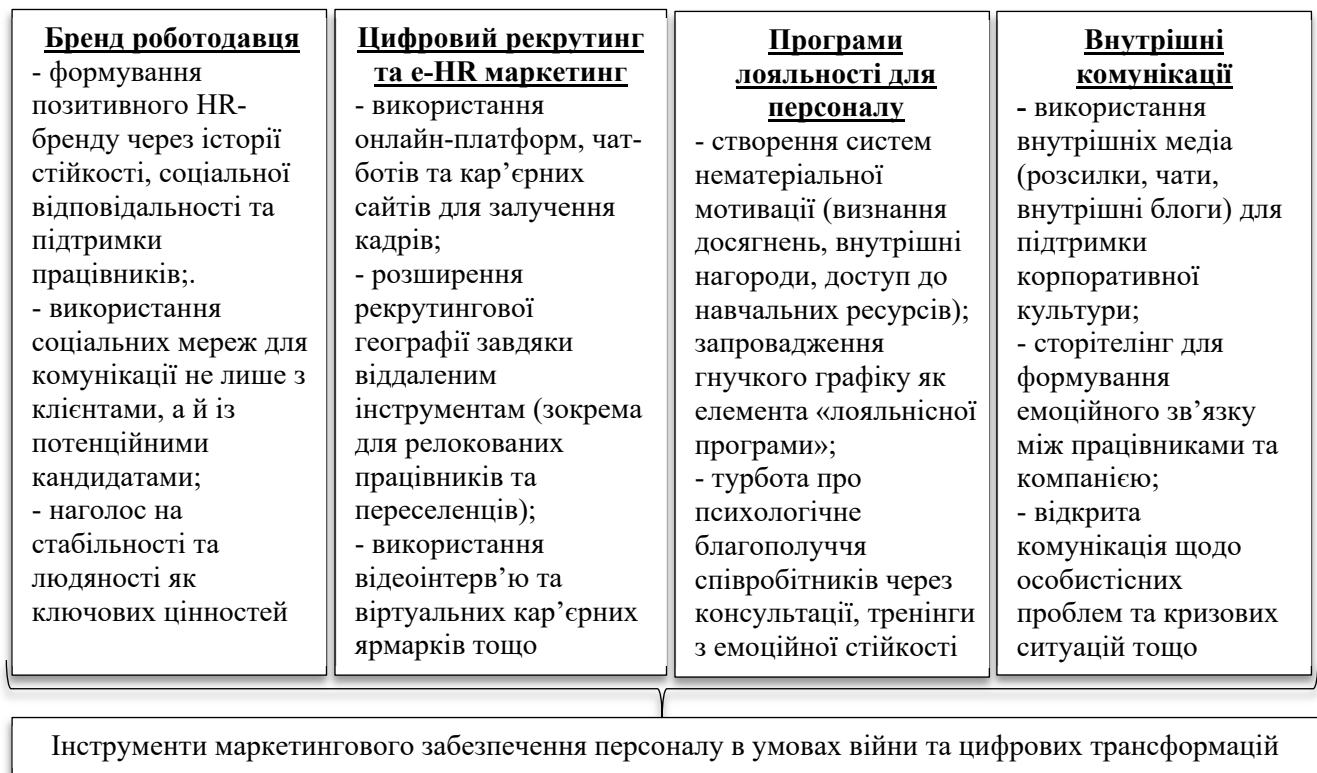 Бренд роботодавця
- формування
позитивного HR-
бренду через історії
стійкості, соціальної
відповідальності та
підтримки
працівників;.
- використання
соціальних мереж для
комунікації не лише з
клієнтами, а й із
потенційними
кандидатами;
- наголос на
стабільності та
людяності як
ключових цінностей
Цифровий рекрутинг
та e-HR маркетинг
- використання
онлайн-платформ, чат-
ботів та кар’єрних
сайтів для залучення
кадрів;
- розширення
рекрутингової
географії завдяки
віддаленим
інструментам (зокрема
для релокованих
працівників та
переселенців);
- використання
відеоінтерв’ю та
віртуальних кар’єрних
ярмарків тощо
Програми
лояльності для
персоналу
- створення систем
нематеріальної
мотивації (визнання
досягнень, внутрішні
нагороди, доступ до
навчальних ресурсів);
запровадження
гнучкого графіку як
елемента «лояльнісної
програми»;
- турбота про
психологічне
благополуччя
співробітників через
консультації, тренінги
з емоційної стійкості
Внутрішні
комунікації
- використання
внутрішніх медіа
(розсилки, чати,
внутрішні блоги) для
підтримки
корпоративної
культури;
- сторітелінг для
формування
емоційного зв’язку
між працівниками та
компанією;
- відкрита
комунікація щодо
особистісних
проблем та кризових
ситуацій тощо
Інструменти маркетингового забезпечення персоналу в умовах війни та цифрових трансформацій